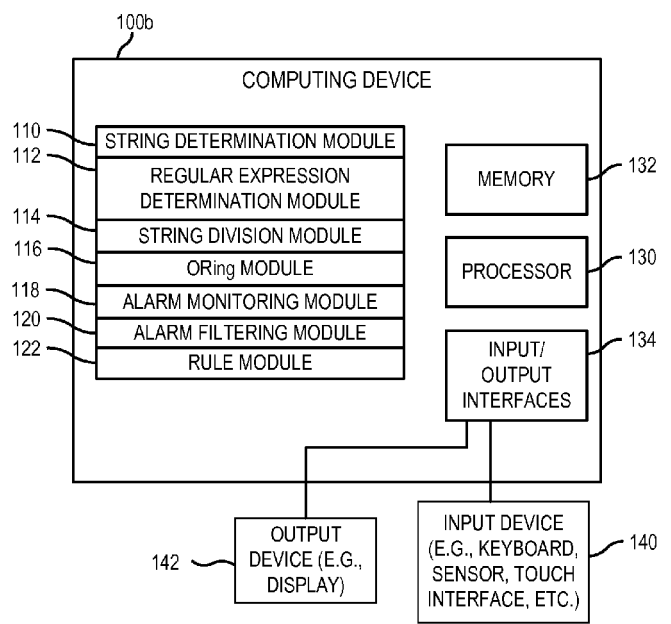 100b
COMPUTING DEVICE
110
STRING DETERMINATION MODULE
112
REGULAR EXPRESSION
DETERMINATION MODULE
114
STRING DIVISION MODULE
116
ORing MODULE
118
ALARM MONITORING MODULE
120
ALARM FILTERING MODULE
122
RULE MODULE
MEMORY
132
PROCESSOR
130
INPUT/
OUTPUT
INTERFACES
134
OUTPUT
DEVICE (E.G.,
DISPLAY)
142
INPUT DEVICE
(E.G., KEYBOARD,
SENSOR, TOUCH
INTERFACE, ETC.)
140